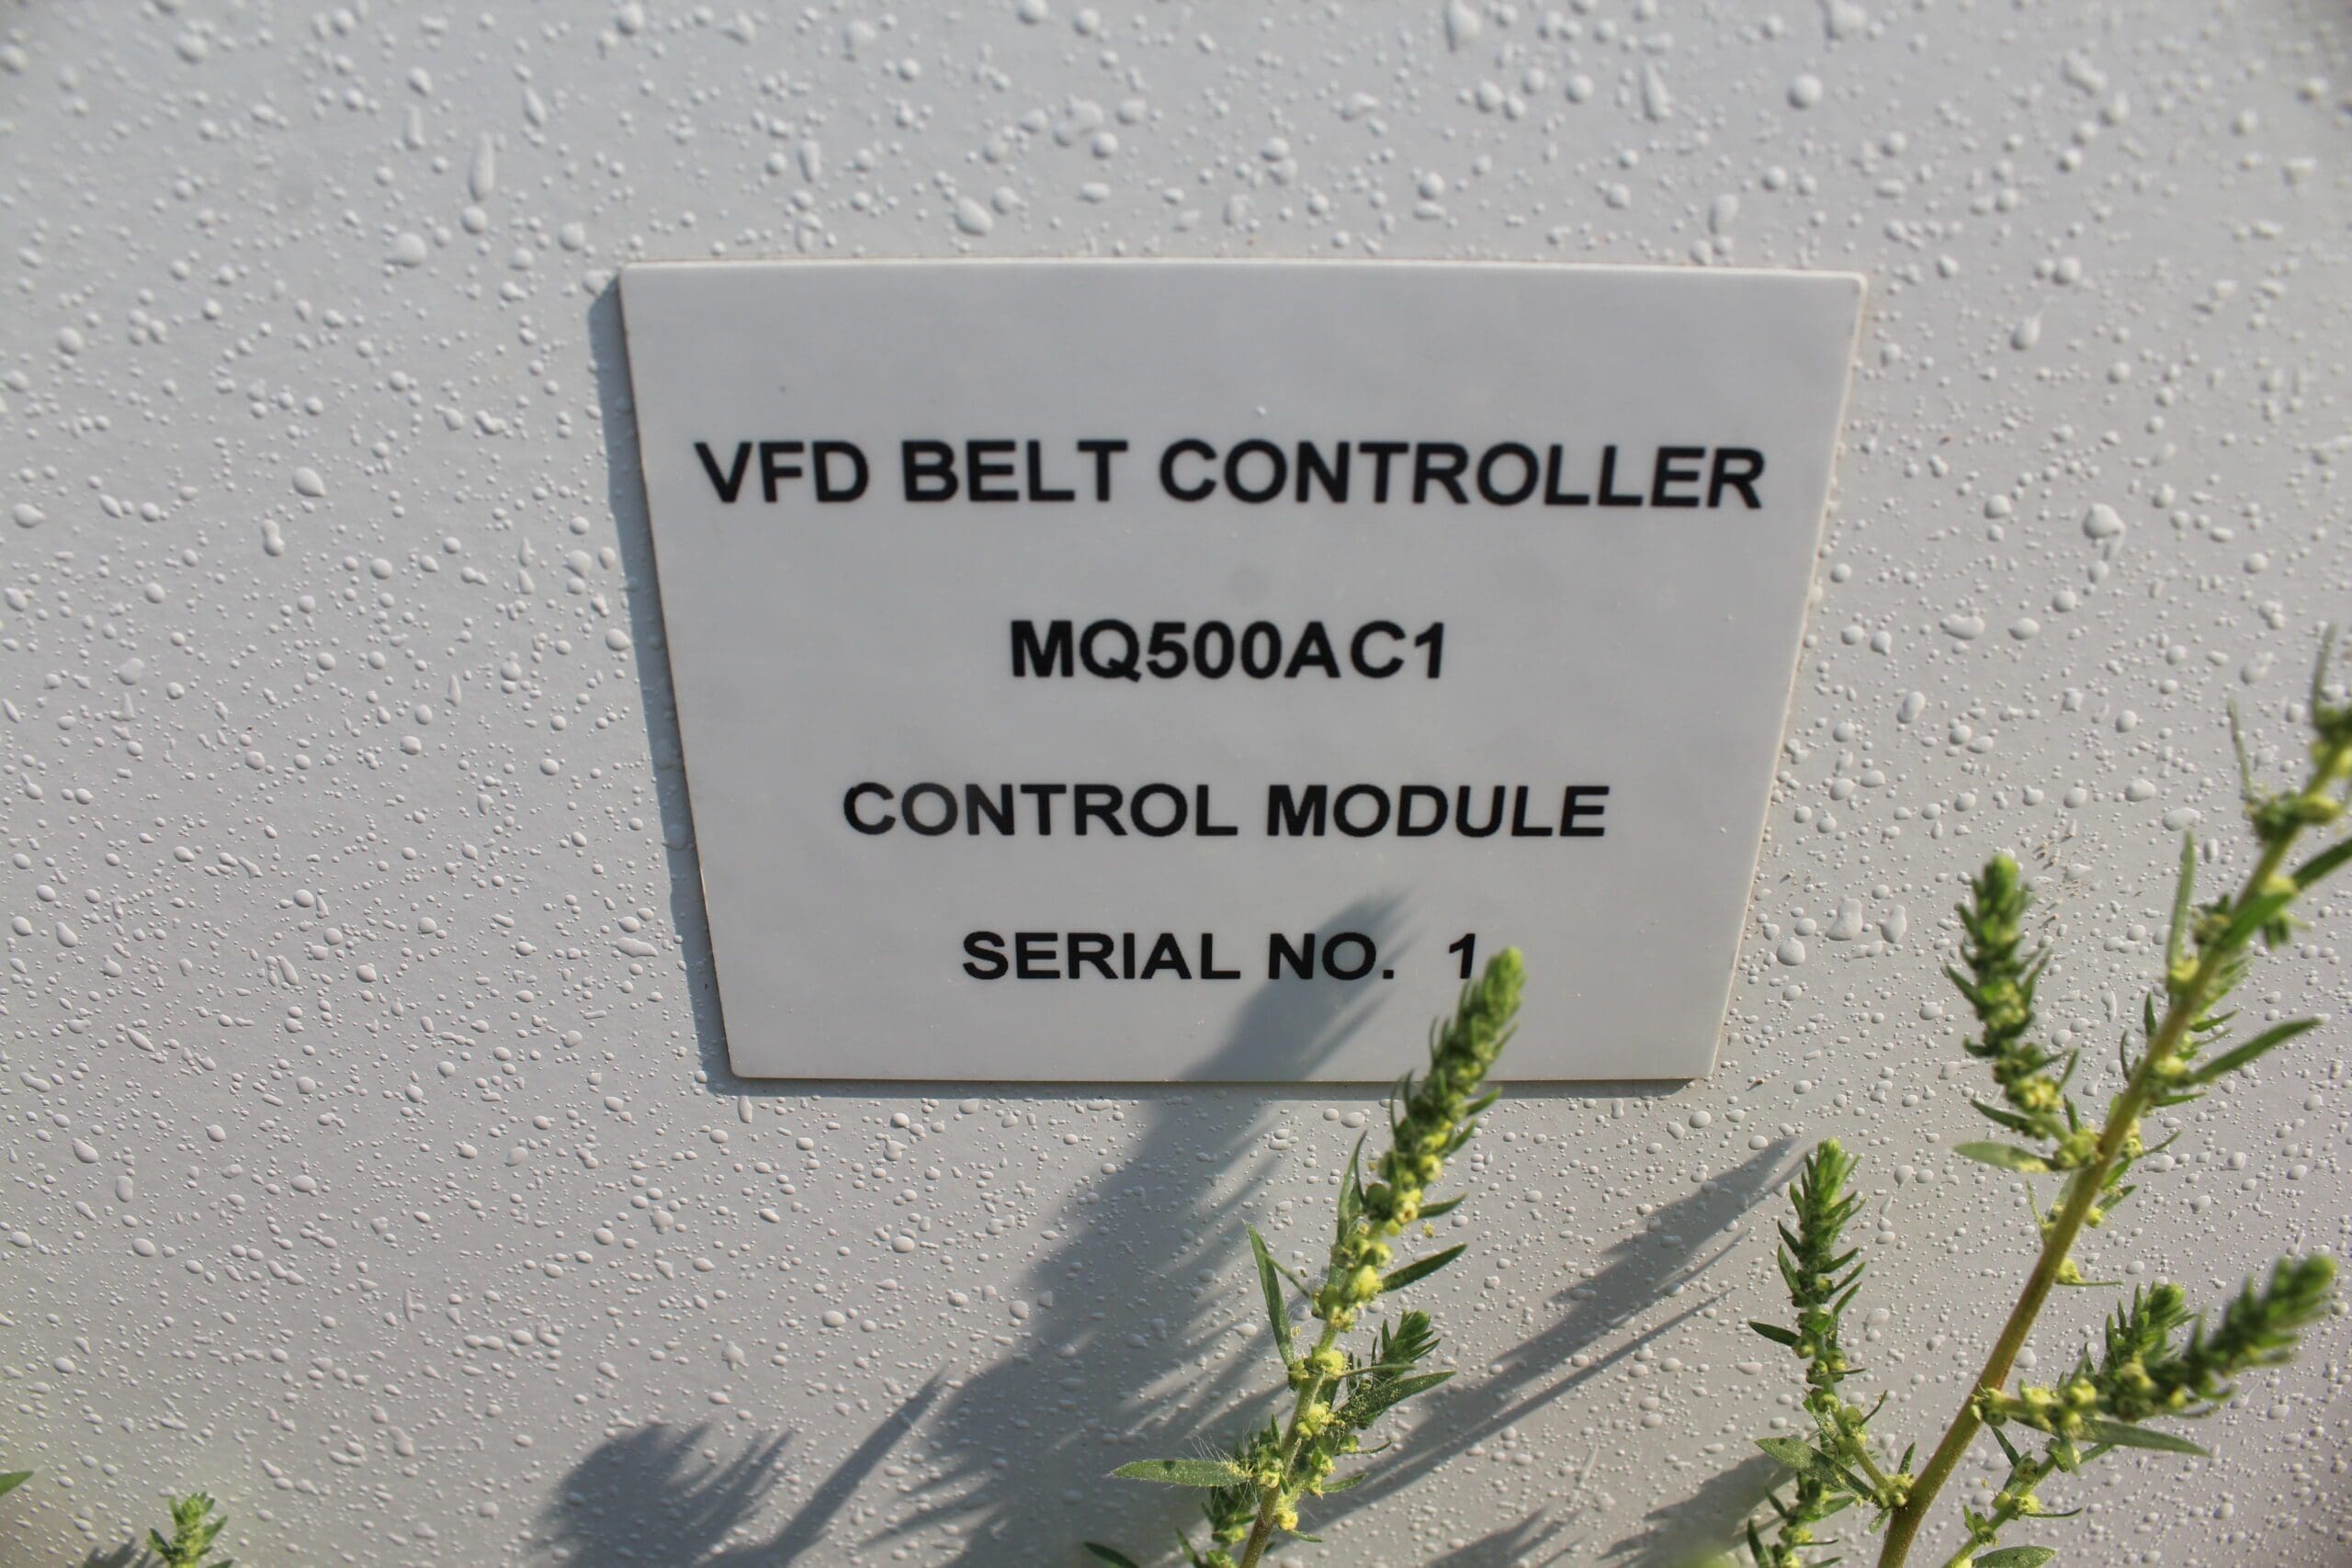 VFD BELT CONTROLLER
MQ500AC1
CONTROL MODULE
SERIAL NO. 1